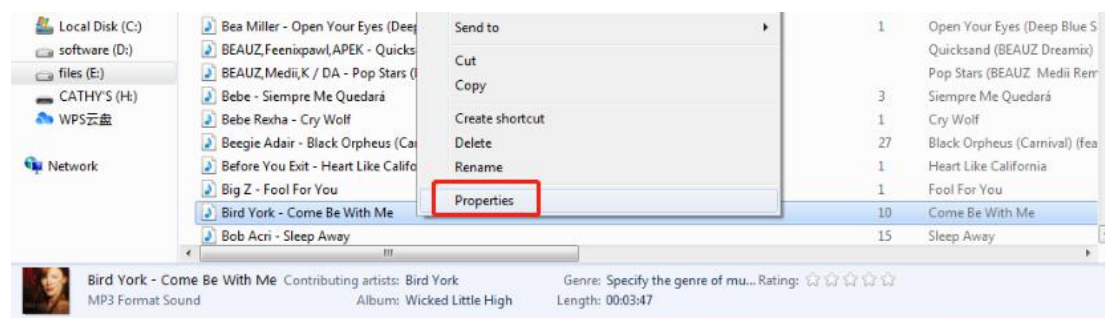 Local Disk (C:)
software (D:)
files (E:)
CATHY'S (H:)
WPS云盘
Network
Bea Miller - Open Your Eyes (Deep
BEAUZ,Feenixpawl,APEK - Quicks
BEAUZ,Medii,K / DA - Pop Stars (
Bebe - Siempre Me Quedará
Bebe Rexha - Cry Wolf
Beegie Adair - Black Orpheus (Ca
Before You Exit - Heart Like Califo
Big Z - Fool For You
Bird York - Come Be With Me
Bob Acri - Sleep Away
Send to
Cut
Copy
Create shortcut
Delete
Rename
Properties
1 Open Your Eyes (Deep Blue S
Quicksand (BEAUZ Dreamix)
Pop Stars (BEAUZ Medii Rem
3 Siempre Me Quedará
1 Cry Wolf
27 Black Orpheus (Carnival) (fea
1 Heart Like California
1 Fool For You
10 Come Be With Me
15 Sleep Away
Bird York - Come Be With Me Contributing artists: Bird York Genre: Specify the genre of mu... Rating:
MP3 Format Sound Album: Wicked Little High Length: 00:03:47